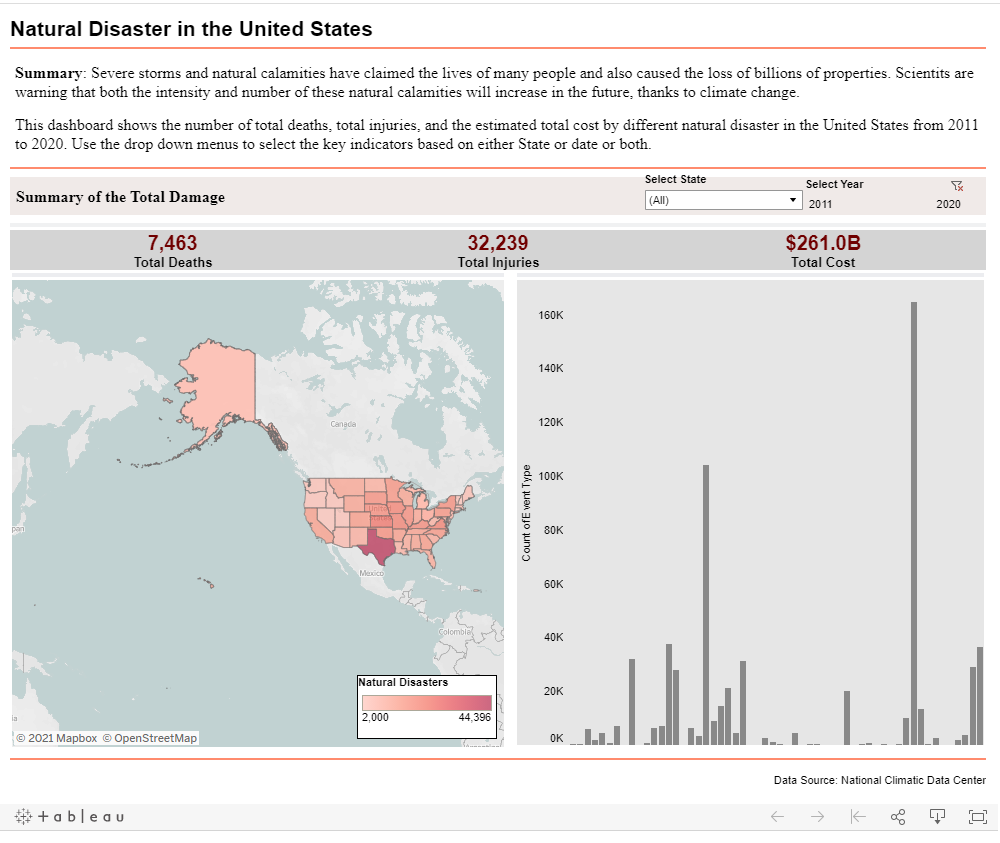 Natural Disaster in the United States
Summary: Severe storms and natural calamities have claimed the lives of many people and also caused the loss of billions of properties. Scientits are
warning that both the intensity and number of these natural calamities will increase in the future, thanks to climate change.
This dashboard shows the number of total deaths, total injuries, and the estimated total cost by different natural disaster in the United States from 2011
to 2020. Use the drop down menus to select the key indicators based on either State or date or both.
Summary of the Total Damage
Select State
(All)
Select Year
2011 2020
7,463 32,239 $261.0B
Total Deaths Total Injuries Total Cost
Canada
United
States
pan
Mexico
Colombia
ia
Natural Disasters
2,000 44,396
© 2021 Mapbox © OpenStreetMap
Count of Event Type
160K
140K
120K
100K
80K
60K
40K
20K
0K
Data Source: National Climatic Data Center
+ a b l e a u